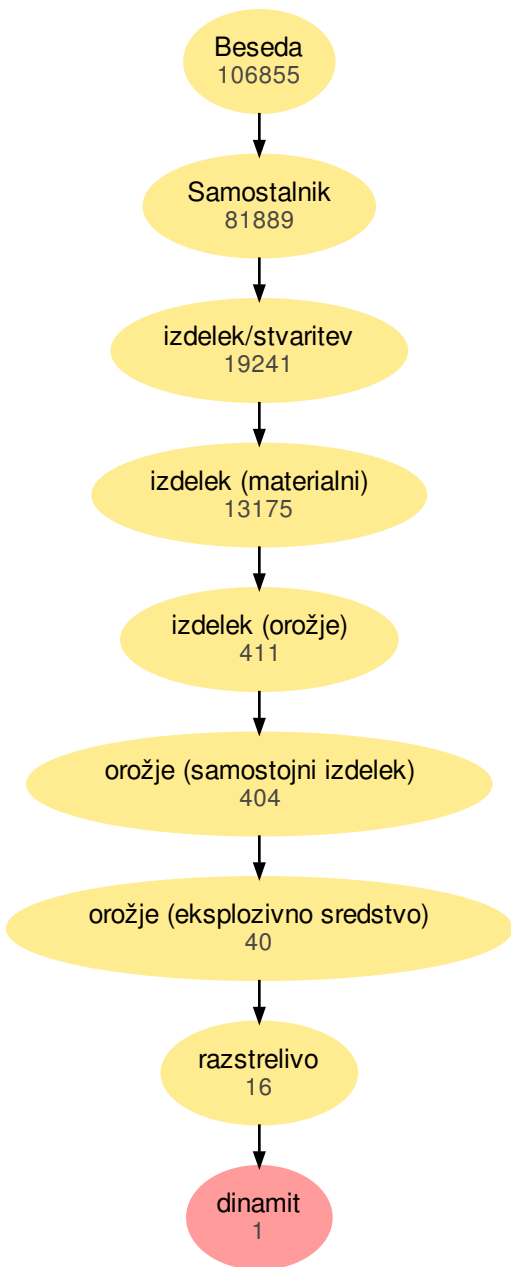 Beseda
106855
Samostalnik
81889
izdelek/stvaritev
19241
izdelek (materialni)
13175
izdelek (orožje)
411
orožje (samostojni izdelek)
404
orožje (eksplozivno sredstvo)
40
razstrelivo
16
dinamit
1